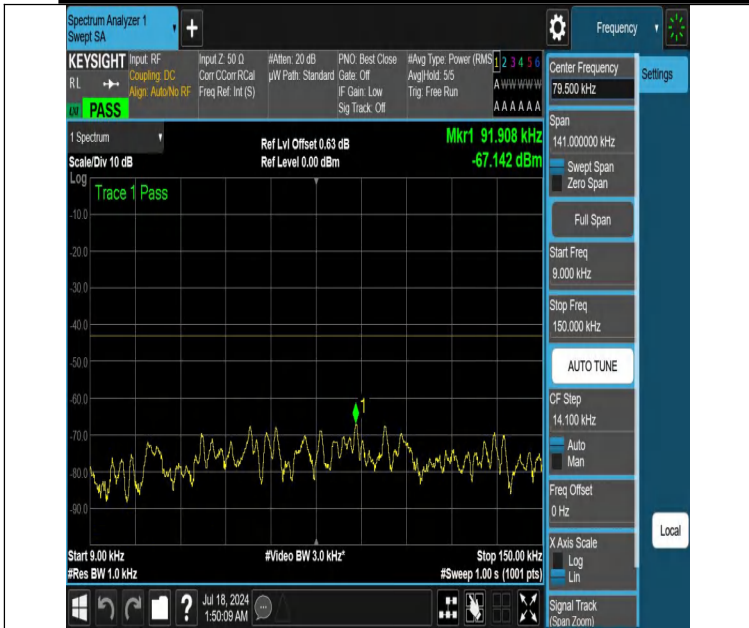 Spectrum Analyzer 1
Swept SA
Frequency
KEYSIGHT
RL
PASS
Input: RF
Coupling: DC
Align: Auto/No RF
Input Z: 50 Ω
Corr CCorr RCal
Freq Ref: Int (S)
#Atten: 20 dB
µW Path: Standard
PNO: Best Close
Gate: Off
IF Gain: Low
Sig Track: Off
#Avg Type: Power (RMS
Avg|Hold: 5/5
Trig: Free Run
1 2 3 4 5 6
A W W W W W
A A A A A A
1 Spectrum
Scale/Div 10 dB
Ref Lvl Offset 0.63 dB
Ref Level 0.00 dBm
Mkr1 91.908 kHz
-67.142 dBm
Log
Trace 1 Pass
-10.0
-20.0
-30.0
-40.0
-50.0
-60.0
-70.0
-80.0
-90.0
1
Start 9.00 kHz
#Res BW 1.0 kHz
#Video BW 3.0 kHz*
Stop 150.00 kHz
#Sweep 1.00 s (1001 pts)
?
Jul 18, 2024
1:50:09 AM
Center Frequency
79.500 kHz
Settings
Span
141.000000 kHz
Swept Span
Zero Span
Full Span
Start Freq
9.000 kHz
Stop Freq
150.000 kHz
AUTO TUNE
CF Step
14.100 kHz
Auto
Man
Freq Offset
0 Hz
Local
X Axis Scale
Log
Lin
Signal Track
(Span Zoom)